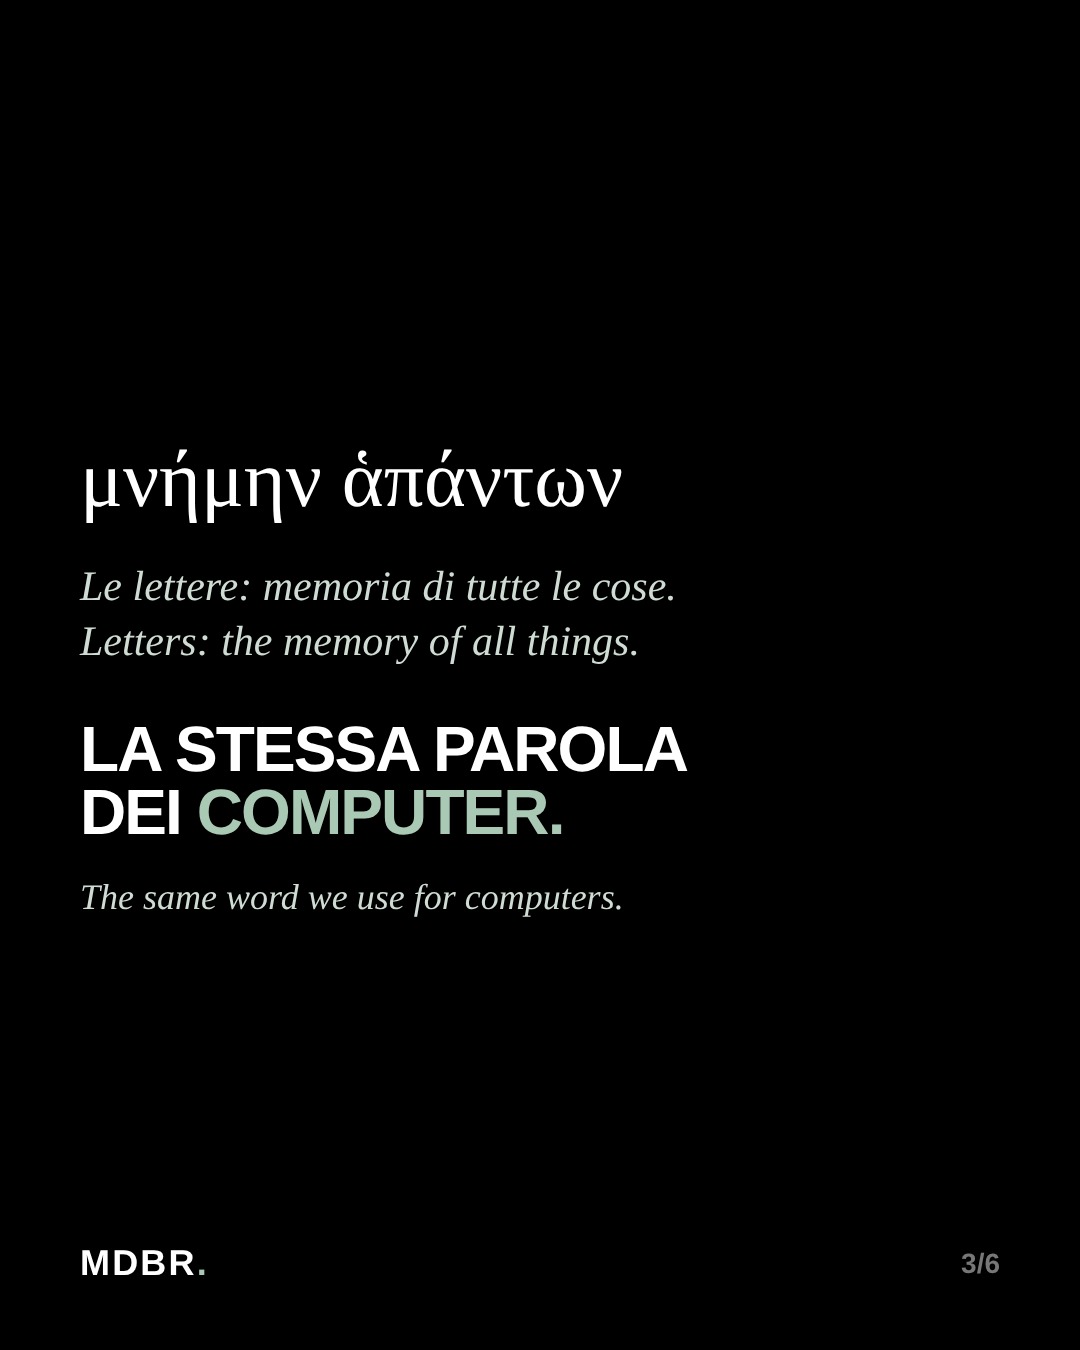 μνήμην ἁπάντων
Le lettere: memoria di tutte le cose.
Letters: the memory of all things.
LA STESSA PAROLA
DEI COMPUTER.
The same word we use for computers.
MDBR.
3/6